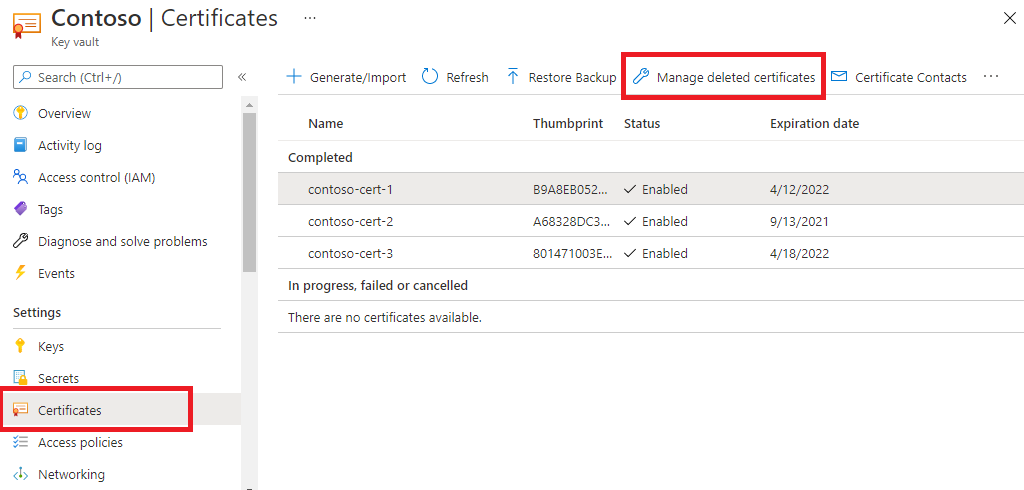 Contoso | Certificates ...
Key vault
Search (Ctrl+/)
«
Generate/Import Refresh Restore Backup Manage deleted certificates Certificate Contacts ...
Overview
Activity log
Access control (IAM)
Tags
Diagnose and solve problems
Events
Settings
Keys
Secrets
Certificates
Access policies
Networking
Name Thumbprint Status Expiration date
Completed
contoso-cert-1 B9A8EB052... Enabled 4/12/2022
contoso-cert-2 A68328DC3... Enabled 9/13/2021
contoso-cert-3 801471003E... Enabled 4/18/2022
In progress, failed or cancelled
There are no certificates available.